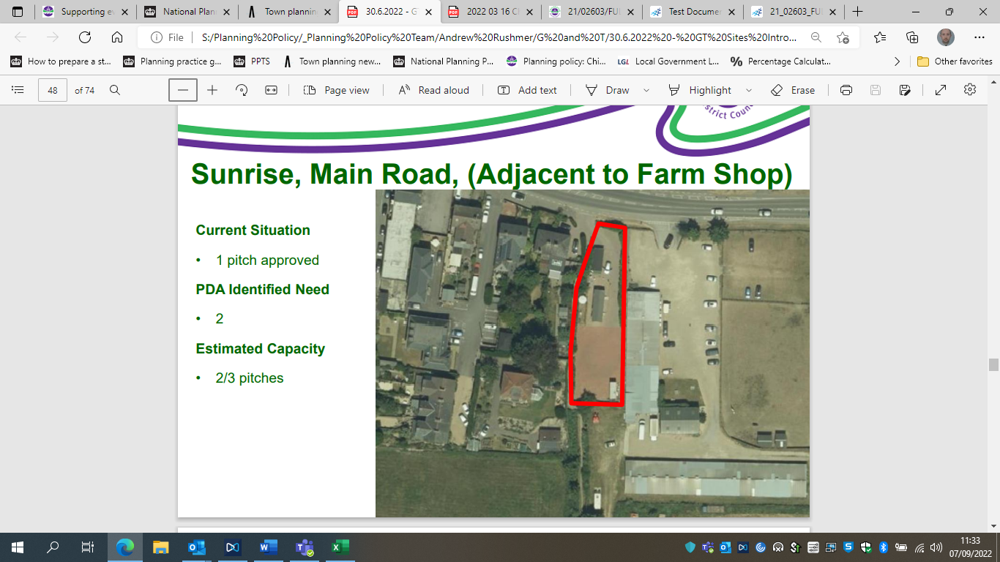 Supporting ev
National Plan
Town planning
30.6.2022 - G
2022 03 16 C
21/02603/FUL
Test Documen
21_02603_FUL
File
S:/Planning%20Policy/_Planning%20Policy%20Team/Andrew%20Rushmer/G%20and%20T/30.6.2022%20-%20GT%20Sites%20Intro...
How to prepare a st...
Planning practice g...
PPTS
Town planning new...
National Planning P...
Planning policy: Chi...
LGL Local Government L...
% Percentage Calculat...
Other favorites
48 of 74
Page view
Read aloud
Add text
Draw
Highlight
Erase
strict Counc
Sunrise, Main Road, (Adjacent to Farm Shop)
Current Situation
• 1 pitch approved
PDA Identified Need
• 2
Estimated Capacity
• 2/3 pitches
11:33
07/09/2022